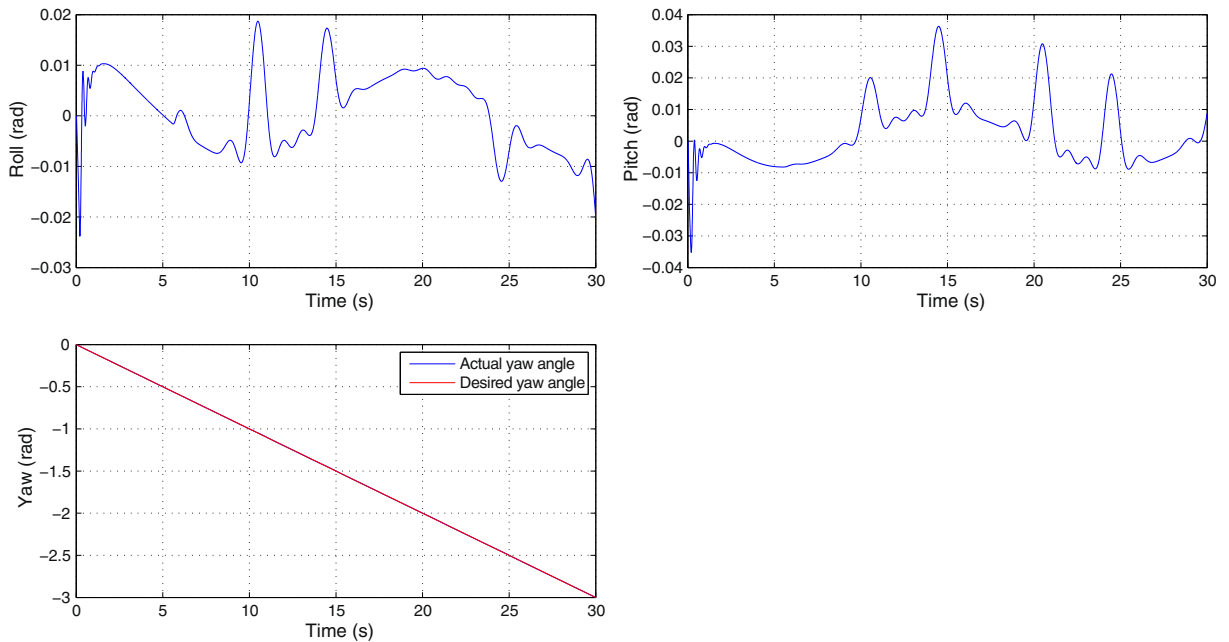 0.02
0.01
0
−0.01
−0.02
−0.03
Roll (rad)
0 5 10 15 20 25 30
Time (s)
0.04
0.03
0.02
0.01
0
−0.01
−0.02
−0.03
−0.04
Pitch (rad)
0 5 10 15 20 25 30
Time (s)
0
−0.5
−1
−1.5
−2
−2.5
−3
Yaw (rad)
Actual yaw angle
Desired yaw angle
0 5 10 15 20 25 30
Time (s)